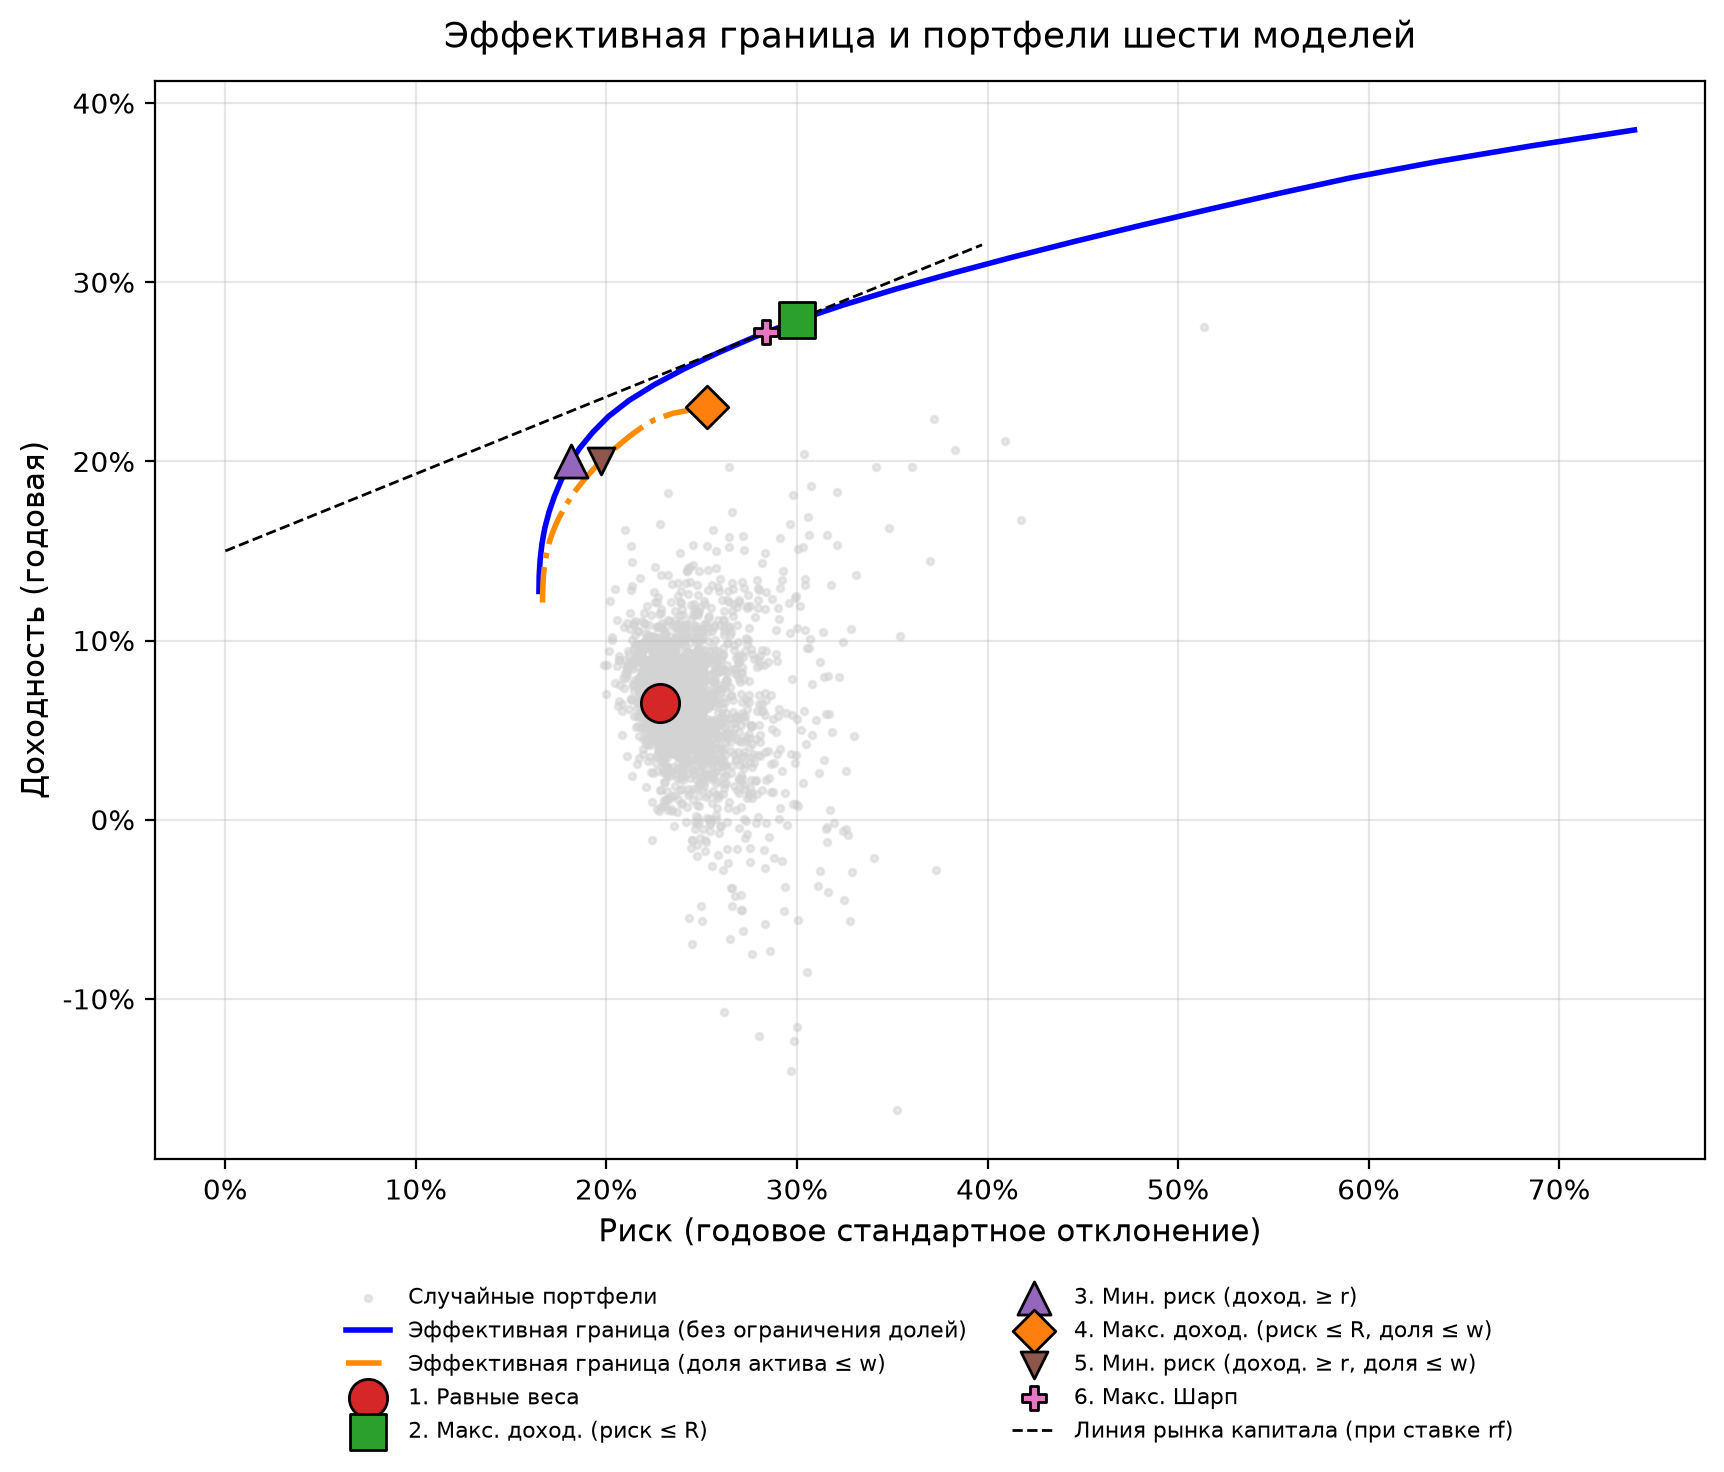 Эффективная граница и портфели шести моделей
40%
30%
20%
10%
0%
-10%
Доходность (годовая)
0%
10%
20%
30%
40%
50%
60%
70%
Риск (годовое стандартное отклонение)
Случайные портфели
Эффективная граница (без ограничения долей)
Эффективная граница (доля актива ≤ w)
1. Равные веса
2. Макс. доход. (риск ≤ R)
3. Мин. риск (доход. ≥ r)
4. Макс. доход. (риск ≤ R, доля ≤ w)
5. Мин. риск (доход. ≥ r, доля ≤ w)
6. Макс. Шарп
Линия рынка капитала (при ставке rf)